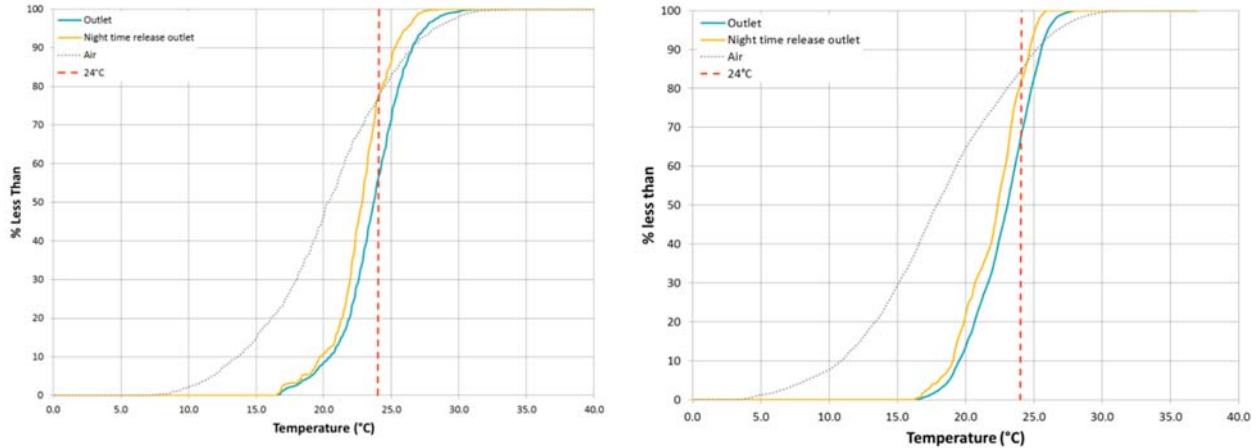 Outlet
Night time release outlet
Air
24°C
100
90
80
70
60
50
40
30
20
10
0
% Less Than
0.0 5.0 10.0 15.0 20.0 25.0 30.0 35.0 40.0
Temperature (°C)
Outlet
Night time release outlet
Air
24°C
100
90
80
70
60
50
40
30
20
10
0
% less than
0.0 5.0 10.0 15.0 20.0 25.0 30.0 35.0 40.0
Temperature (°C)